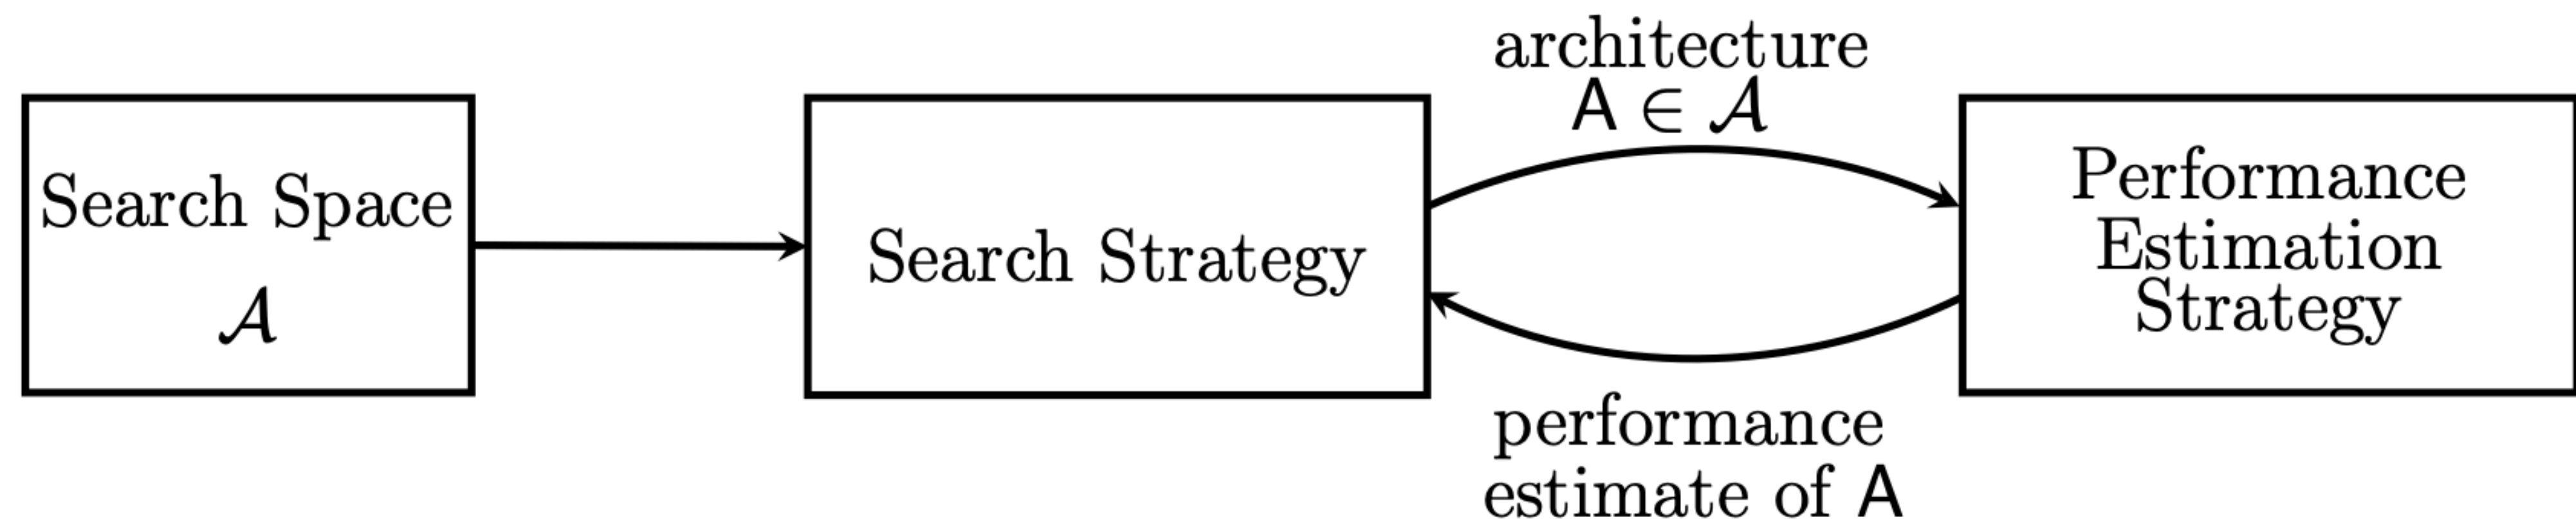 Search Space
𝒜
Search Strategy
architecture
A ∈ 𝒜
performance
estimate of A
Performance
Estimation
Strategy